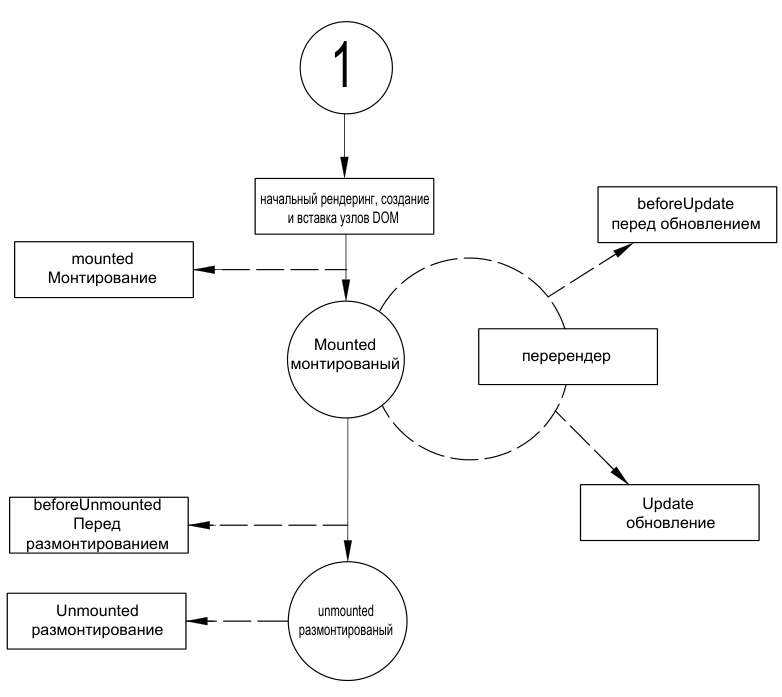 1
начальный рендеринг, создание
и вставка узлов DOM
beforeUpdate
перед обновлением
mounted
Монтирование
Mounted
монтированый
перерендер
beforeUnmounted
Перед
размонтированием
Update
обновление
Unmounted
размонтирование
unmounted
размонтированый